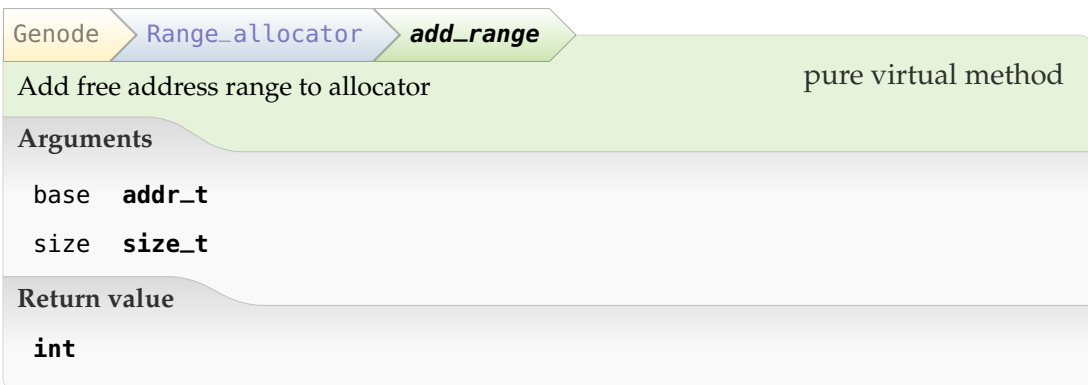 Genode Range_allocator add_range
Add free address range to allocator pure virtual method
Arguments
base addr_t
size size_t
Return value
int